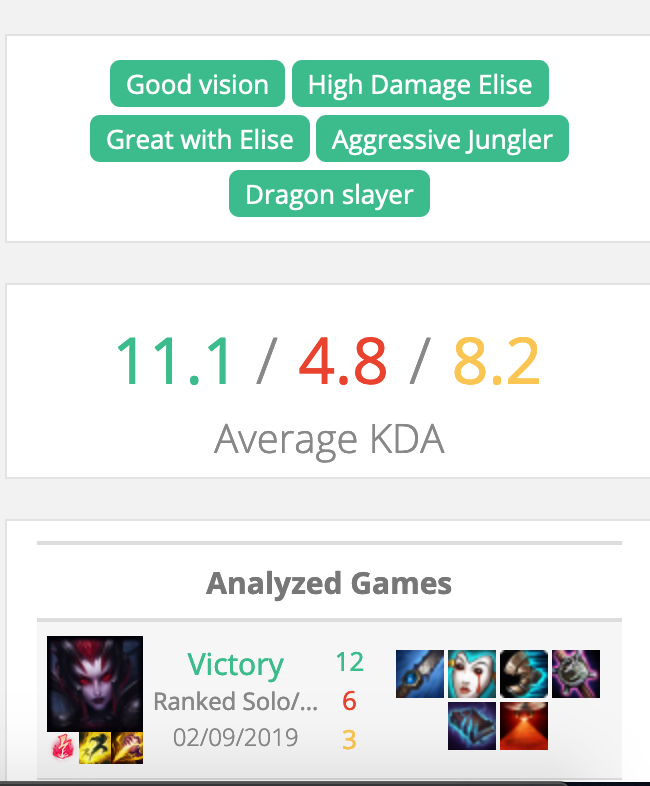 Good vision High Damage Elise
Great with Elise Aggressive Jungler
Dragon slayer
11.1 / 4.8 / 8.2
Average KDA
Analyzed Games
Victory 12
Ranked Solo/... 6
02/09/2019 3